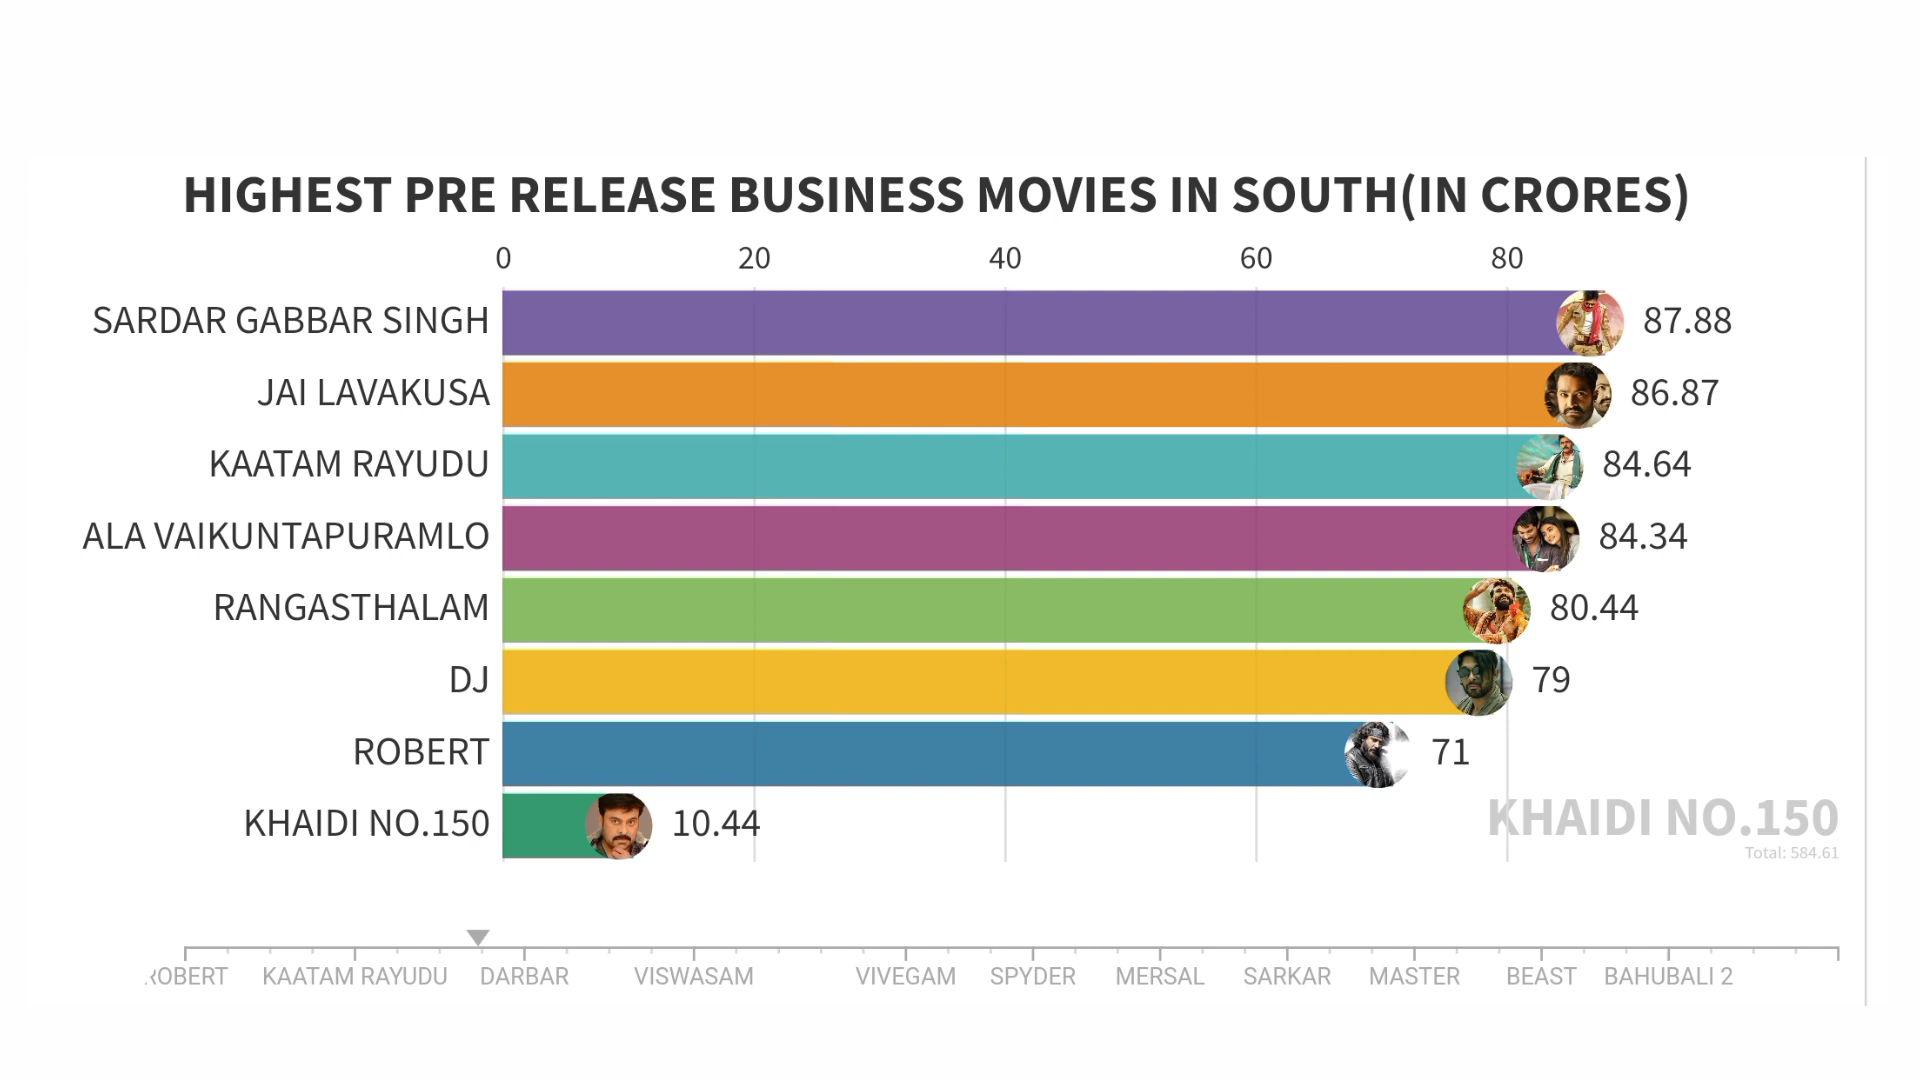 HIGHEST PRE RELEASE BUSINESS MOVIES IN SOUTH(IN CRORES)
0 20 40 60 80
SARDAR GABBAR SINGH 87.88
JAI LAVAKUSA 86.87
KAATAM RAYUDU 84.64
ALA VAIKUNTAPURAMLO 84.34
RANGASTHALAM 80.44
DJ 79
ROBERT 71
KHAIDI NO.150 10.44
KHAIDI NO.150
Total: 584.61
OBERT KAATAM RAYUDU DARBAR VISWASAM VIVEGAM SPYDER MERSAL SARKAR MASTER BEAST BAHUBALI 2